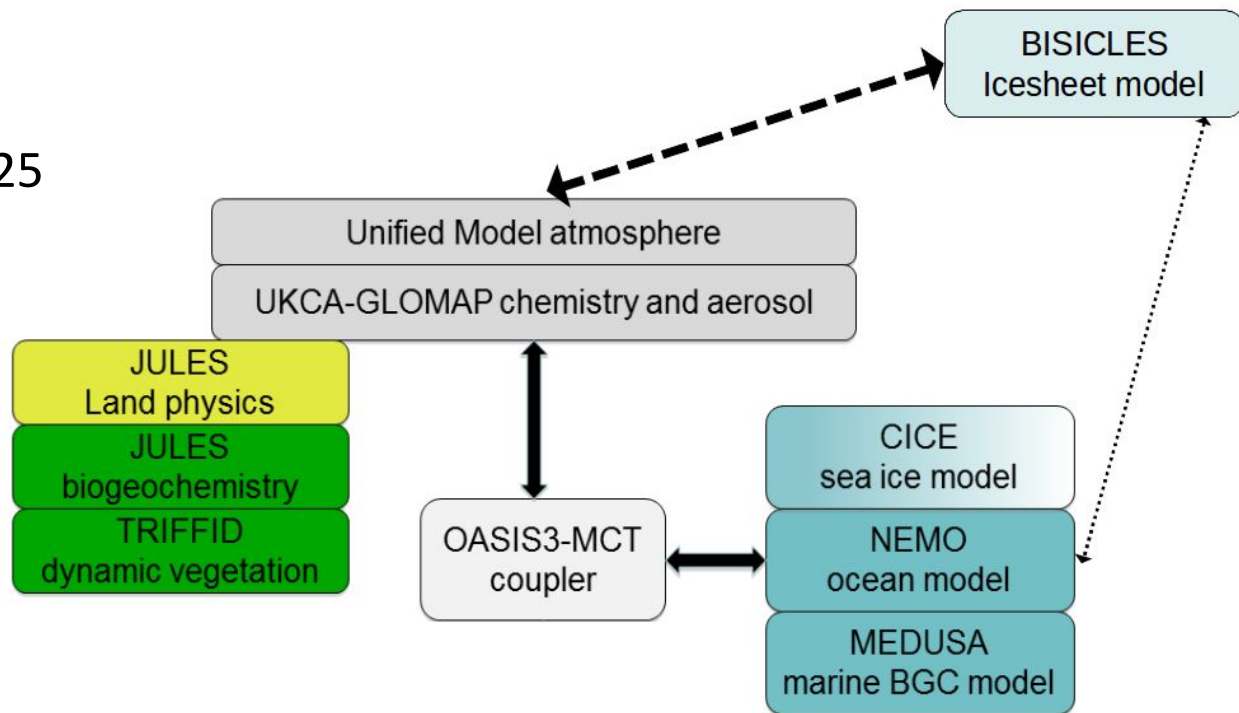 BISICLES
Icesheet model
25
Unified Model atmosphere
UKCA-GLOMAP chemistry and aerosol
JULES
Land physics
JULES
biogeochemistry
TRIFFID
dynamic vegetation
OASIS3-MCT
coupler
CICE
sea ice model
NEMO
ocean model
MEDUSA
marine BGC model